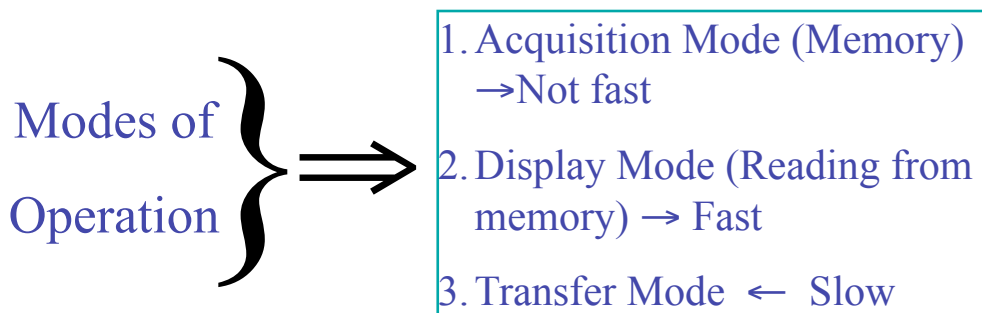 Modes of
Operation
1. Acquisition Mode (Memory)
→Not fast
2. Display Mode (Reading from
memory) → Fast
3. Transfer Mode ← Slow